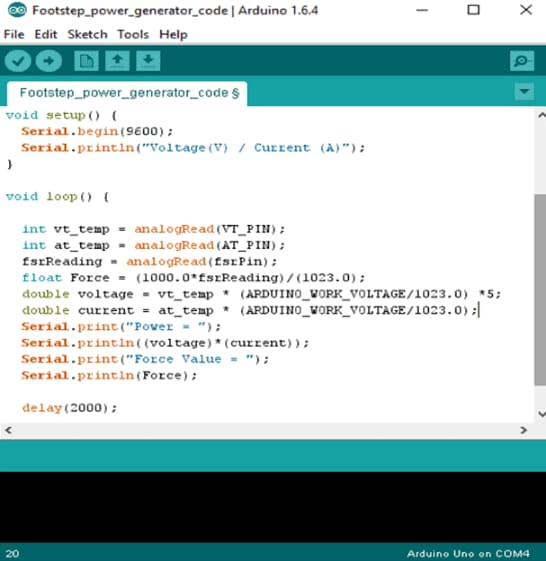 Footstep_power_generator_code | Arduino 1.6.4
File Edit Sketch Tools Help
Footstep_power_generator_code §
void setup() {
Serial.begin(9600);
Serial.println("Voltage(V) / Current (A)");
}
void loop() {
int vt_temp = analogRead(VT_PIN);
int at_temp = analogRead(AT_PIN);
fsrReading = analogRead(fsrPin);
float Force = (1000.0*fsrReading)/(1023.0);
double voltage = vt_temp * (ARDUINO_WORK_VOLTAGE/1023.0) *5;
double current = at_temp * (ARDUINO_WORK_VOLTAGE/1023.0);
Serial.print("Power = ");
Serial.println((voltage)*(current));
Serial.print("Force Value = ");
Serial.println(Force);
delay(2000);
20
Arduino Uno on COM4